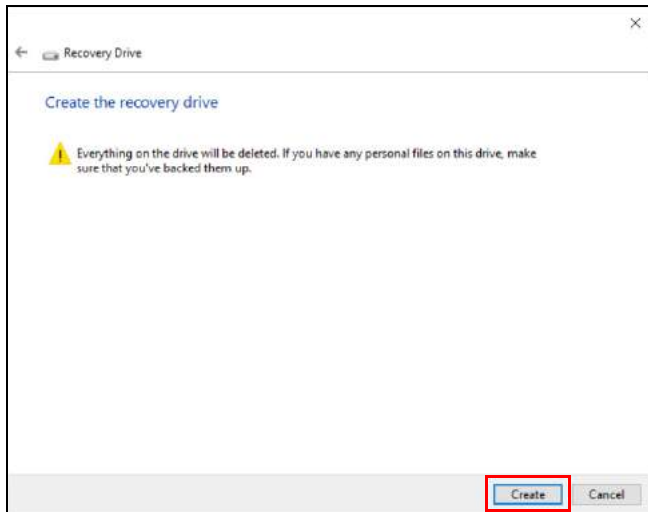 Recovery Drive
Create the recovery drive
Everything on the drive will be deleted. If you have any personal files on this drive, make
sure that you've backed them up.
Create Cancel